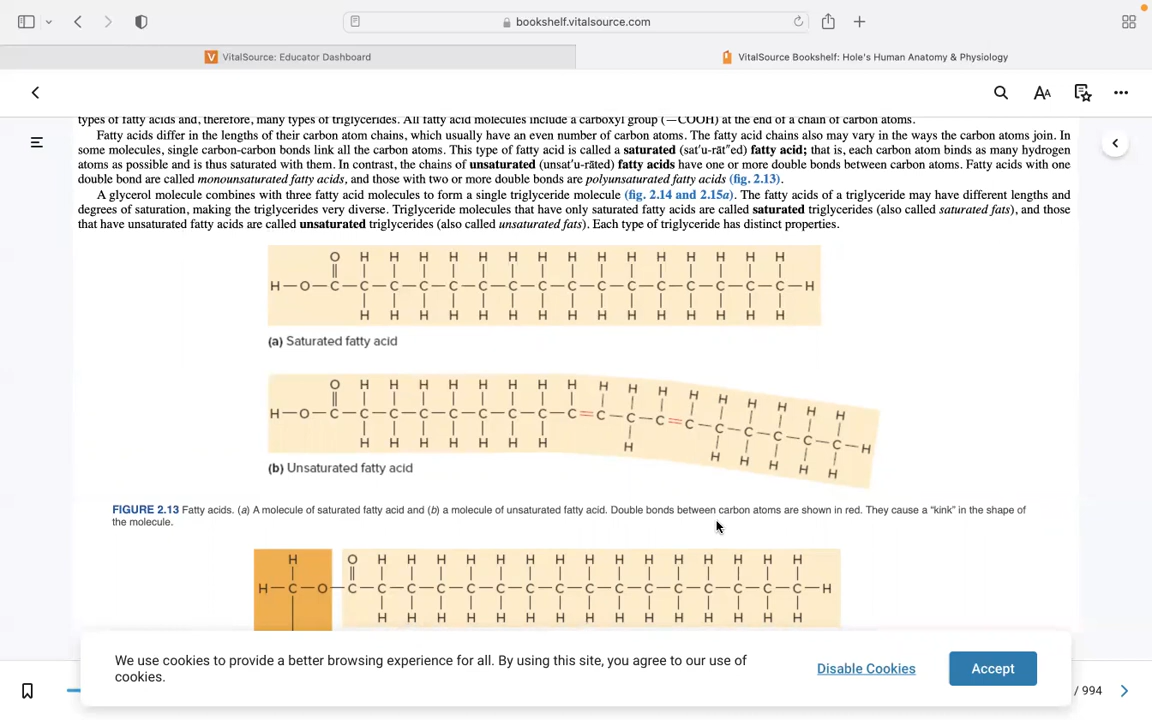 bookshelf.vitalsource.com
VitalSource: Educator Dashboard
VitalSource Bookshelf: Hole's Human Anatomy & Physiology
AA
types of fatty acids and, therefore, many types of triglycerides. All fatty acid molecules include a carboxyl group (—COOH) at the end of a chain of carbon atoms.
Fatty acids differ in the lengths of their carbon atom chains, which usually have an even number of carbon atoms. The fatty acid chains also may vary in the ways the carbon atoms join. In
some molecules, single carbon-carbon bonds link all the carbon atoms. This type of fatty acid is called a saturated (sat′u-rāt″ed) fatty acid; that is, each carbon atom binds as many hydrogen
atoms as possible and is thus saturated with them. In contrast, the chains of unsaturated (unsat′u-rāted) fatty acids have one or more double bonds between carbon atoms. Fatty acids with one
double bond are called monounsaturated fatty acids, and those with two or more double bonds are polyunsaturated fatty acids (fig. 2.13).
A glycerol molecule combines with three fatty acid molecules to form a single triglyceride molecule (fig. 2.14 and 2.15a). The fatty acids of a triglyceride may have different lengths and
degrees of saturation, making the triglycerides very diverse. Triglyceride molecules that have only saturated fatty acids are called saturated triglycerides (also called saturated fats), and those
that have unsaturated fatty acids are called unsaturated triglycerides (also called unsaturated fats). Each type of triglyceride has distinct properties.
O H H H H H H H H H H H H H H H
H—O—C—C—C—C—C—C—C—C—C—C—C—C—C—C—C—C—H
H H H H H H H H H H H H H H H
(a) Saturated fatty acid
O H H H H H H H H H H H H H H H H H
H—O—C—C—C—C—C—C—C—C—C=C—C—C=C—C—C—C—C—C—H
H H H H H H H H H H H H H
(b) Unsaturated fatty acid
FIGURE 2.13 Fatty acids. (a) A molecule of saturated fatty acid and (b) a molecule of unsaturated fatty acid. Double bonds between carbon atoms are shown in red. They cause a “kink” in the shape of
the molecule.
H O H H H H H H H H H H H H H H H
H—C—O—C—C—C—C—C—C—C—C—C—C—C—C—C—C—C—C—H
H H H H H H H H H H H H H H H
We use cookies to provide a better browsing experience for all. By using this site, you agree to our use of
cookies.
Disable Cookies
Accept
/ 994